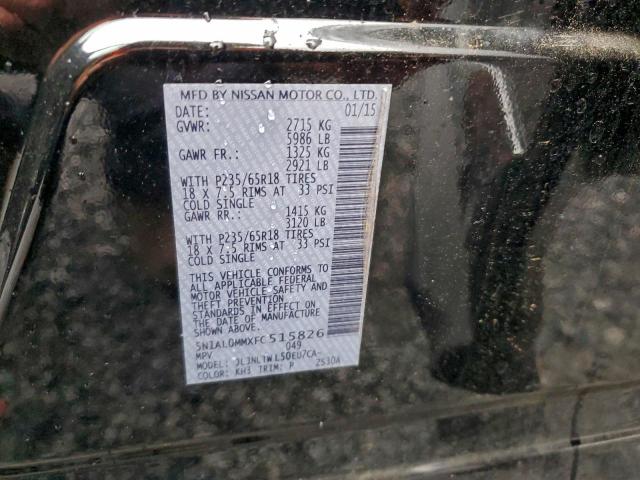 MFD BY NISSAN MOTOR CO., LTD.
DATE: 01/15
GVWR: 2715 KG
5986 LB
GAWR FR.: 1325 KG
2921 LB
WITH P235/65R18 TIRES
18 X 7.5 RIMS AT 33 PSI
COLD SINGLE
GAWR RR.: 1415 KG
3120 LB
WITH P235/65R18 TIRES
18 X 7.5 RIMS AT 33 PSI
COLD SINGLE
THIS VEHICLE CONFORMS TO
ALL APPLICABLE FEDERAL
MOTOR VEHICLE SAFETY AND
THEFT PREVENTION
STANDARDS IN EFFECT ON
THE DATE OF MANUFACTURE
SHOWN ABOVE.
5N1AL0MMXFC515826
MPV 049
MODEL: JL3NLTWL50EU7CA-
COLOR: KH3 TRIM: P 2530A